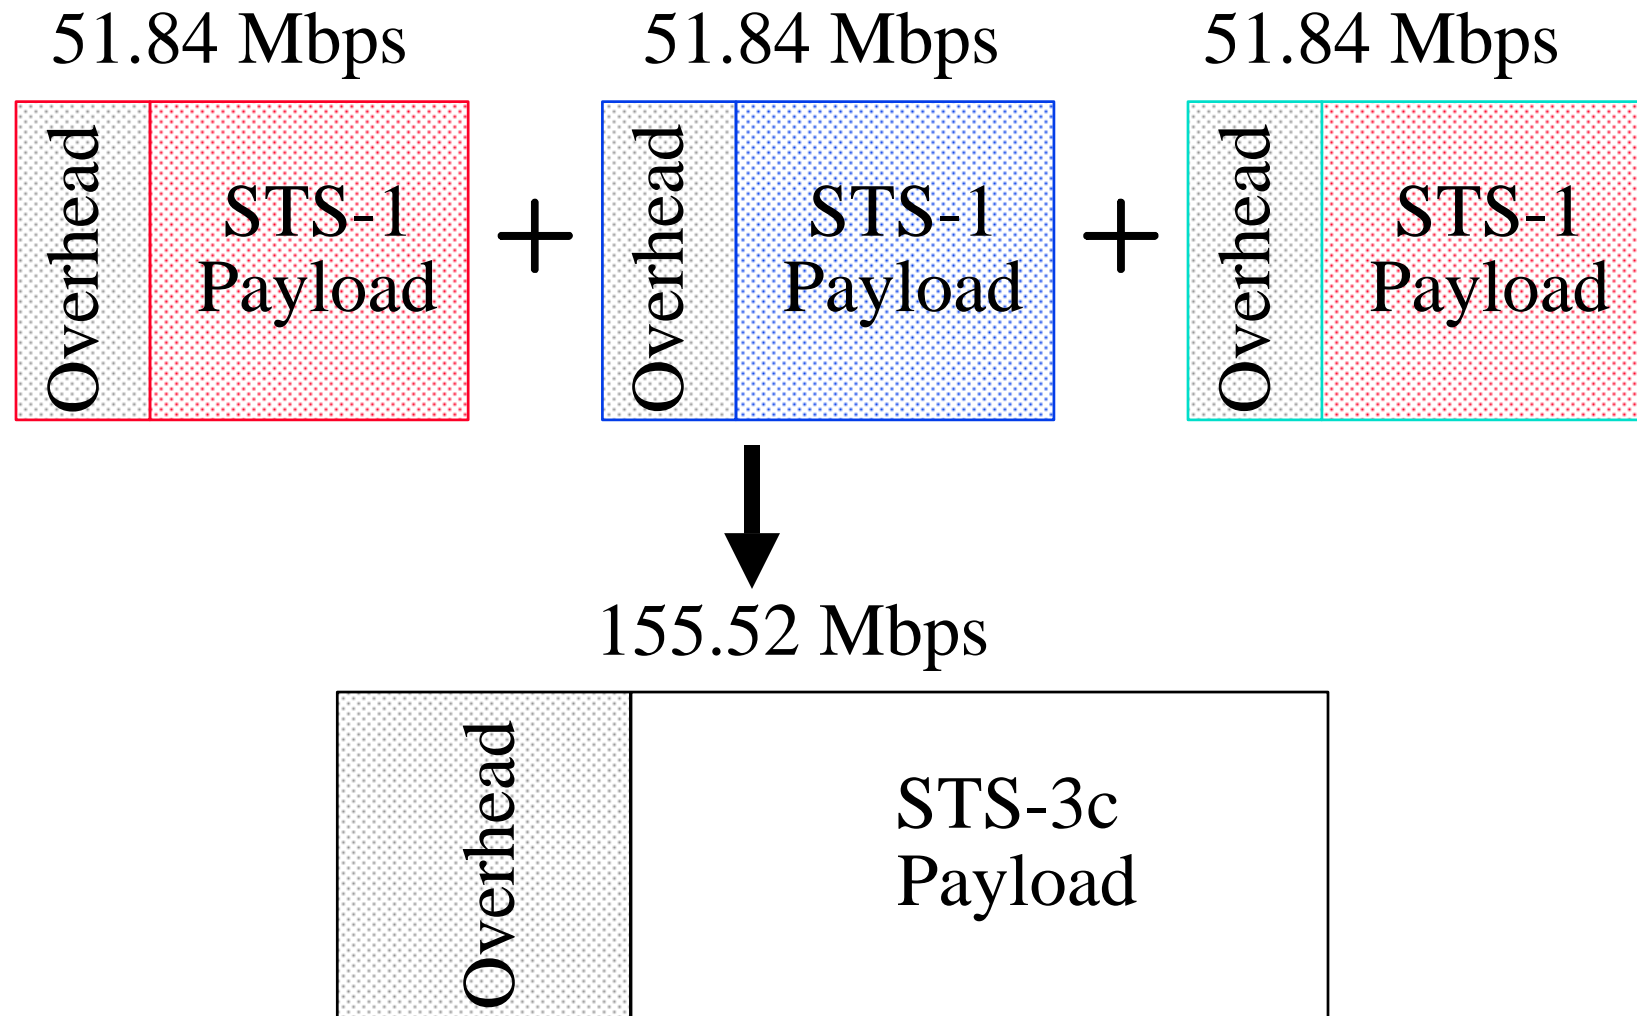 51.84 Mbps
51.84 Mbps
51.84 Mbps
Overhead
STS-1
Payload
+
Overhead
STS-1
Payload
+
Overhead
STS-1
Payload
155.52 Mbps
Overhead
STS-3c
Payload